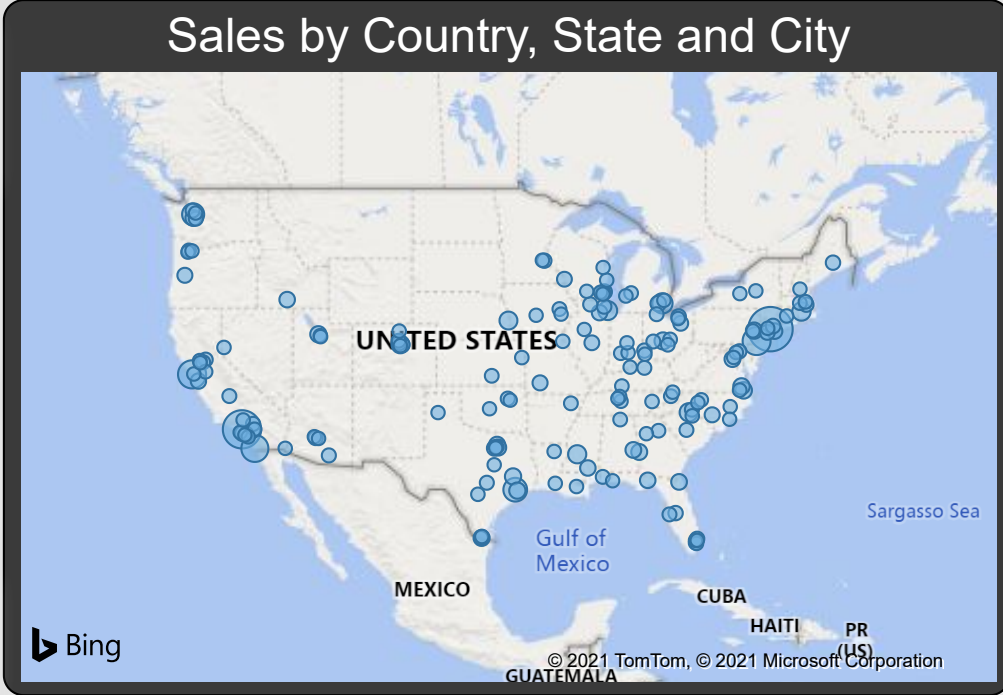 Sales by Country, State and City
UNITED STATES
Sargasso Sea
Gulf of
Mexico
MEXICO
CUBA
HAITI
PR
(US)
Bing
© 2021 TomTom, © 2021 Microsoft Corporation
GUATEMALA